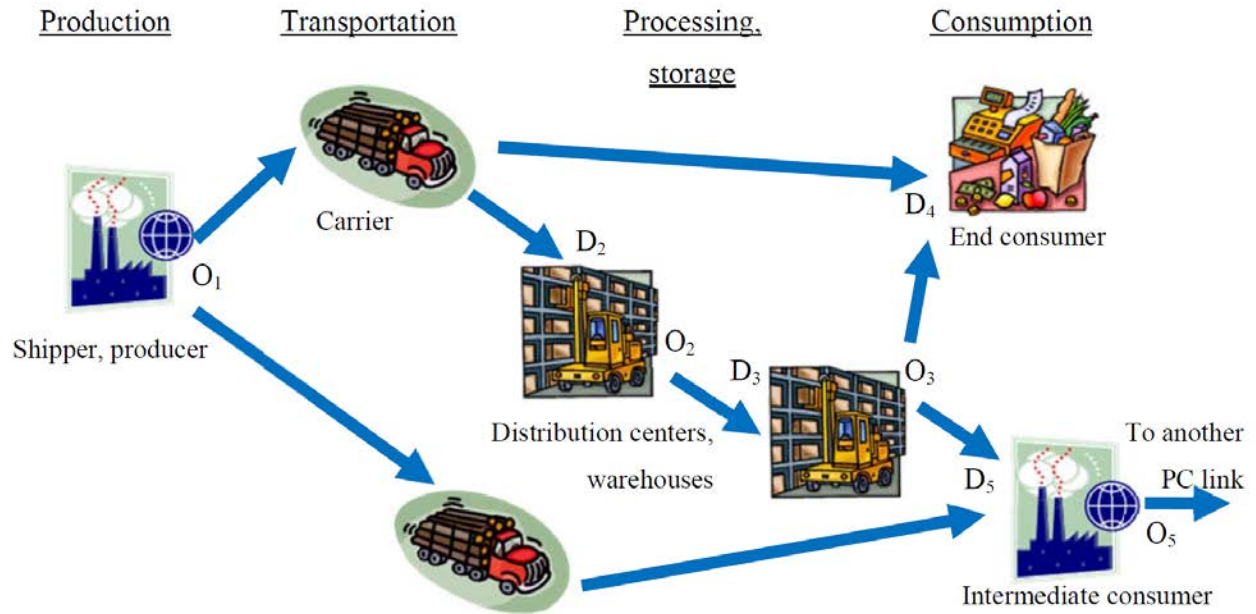 Production
Transportation
Processing,
storage
Consumption
Carrier
D₄
End consumer
D₂
O₁
Shipper, producer
O₂
D₃
O₃
Distribution centers,
warehouses
To another
PC link
D₅
O₅
Intermediate consumer